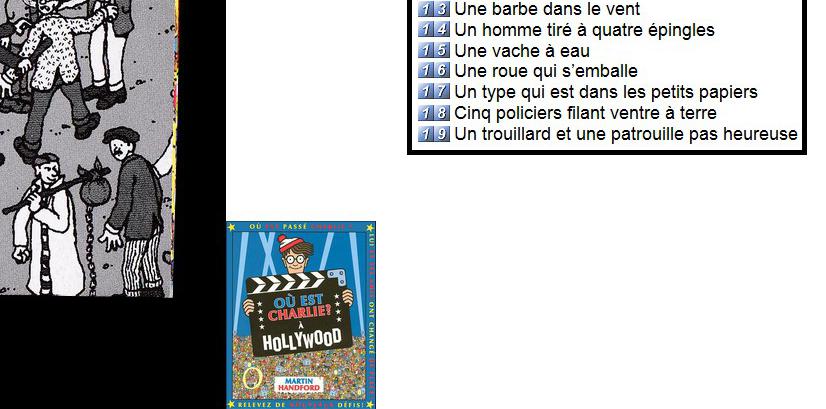 13 Une barbe dans le vent
14 Un homme tiré à quatre épingles
15 Une vache à eau
16 Une roue qui s’emballe
17 Un type qui est dans les petits papiers
18 Cinq policiers filant ventre à terre
19 Un trouillard et une patrouille pas heureuse
OÙ EST PASSÉ CHARLIE ?
OÙ EST
CHARLIE?
À
HOLLYWOOD
MARTIN
HANDFORD
RELEVEZ DE NOUVEAUX DÉFIS!
ONT CHANGÉ